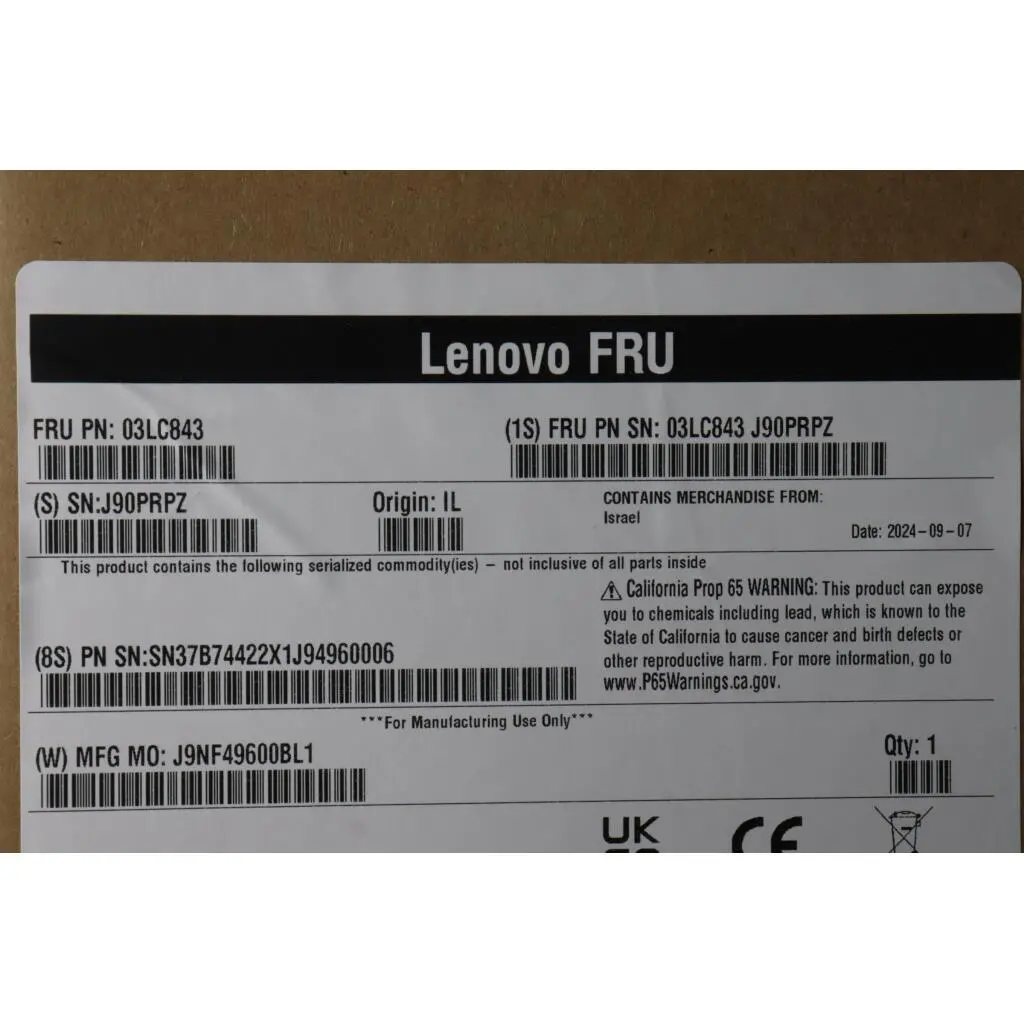 Lenovo FRU
FRU PN: 03LC843
(1S) FRU PN SN: 03LC843 J90PRPZ
(S) SN:J90PRPZ
Origin: IL
CONTAINS MERCHANDISE FROM:
Israel
Date: 2024-09-07
This product contains the following serialized commodity(ies) – not inclusive of all parts inside
⚠ California Prop 65 WARNING: This product can expose
you to chemicals including lead, which is known to the
State of California to cause cancer and birth defects or
other reproductive harm. For more information, go to
www.P65Warnings.ca.gov.
(8S) PN SN:SN37B74422X1J94960006
***For Manufacturing Use Only***
(W) MFG MO: J9NF49600BL1
Qty: 1
UK
CE